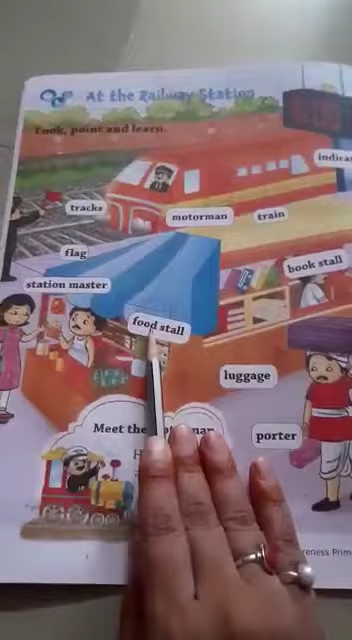 At the Railway Station
Look, point and learn.
tracks
motorman
train
flag
book stall
station master
food stall
luggage
Meet the
porter